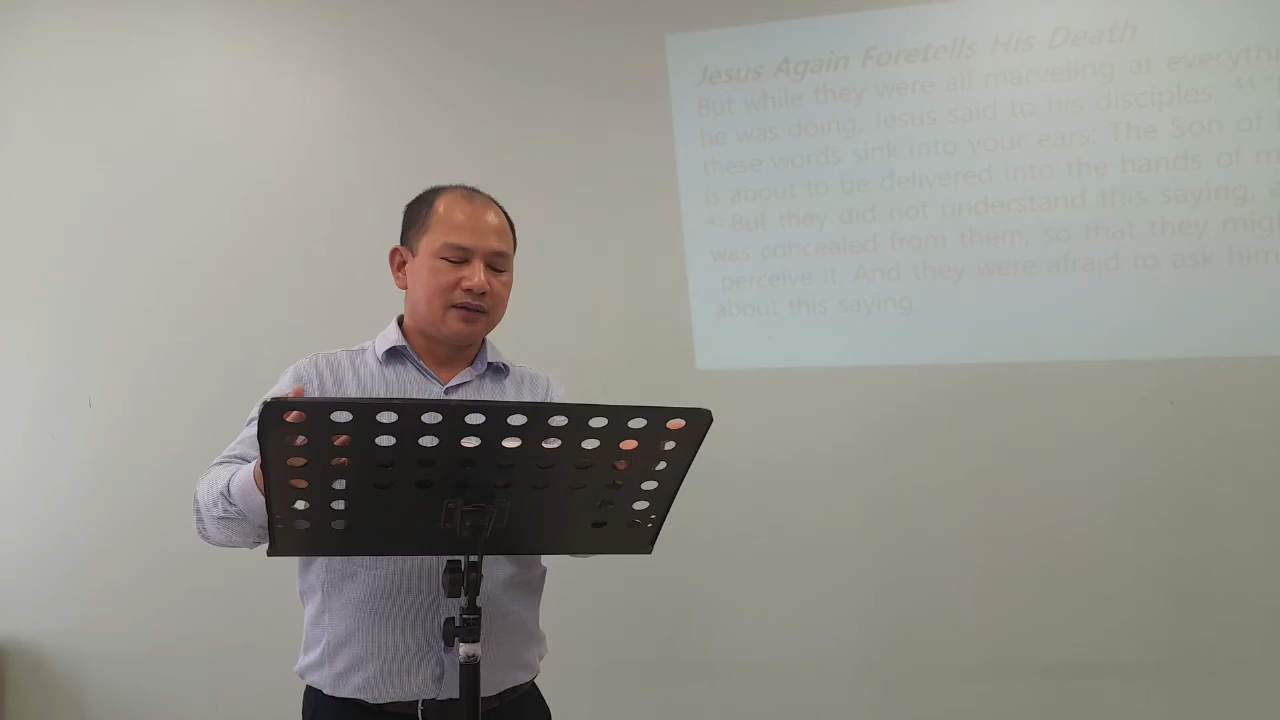 Jesus Again Foretells His Death
But while they were all marveling at everyth
he was doing, Jesus said to his disciples, 44
these words sink into your ears: The Son of
is about to be delivered into the hands of m
45 But they did not understand this saying, a
was concealed from them, so that they mig
perceive it. And they were afraid to ask him
about this saying.